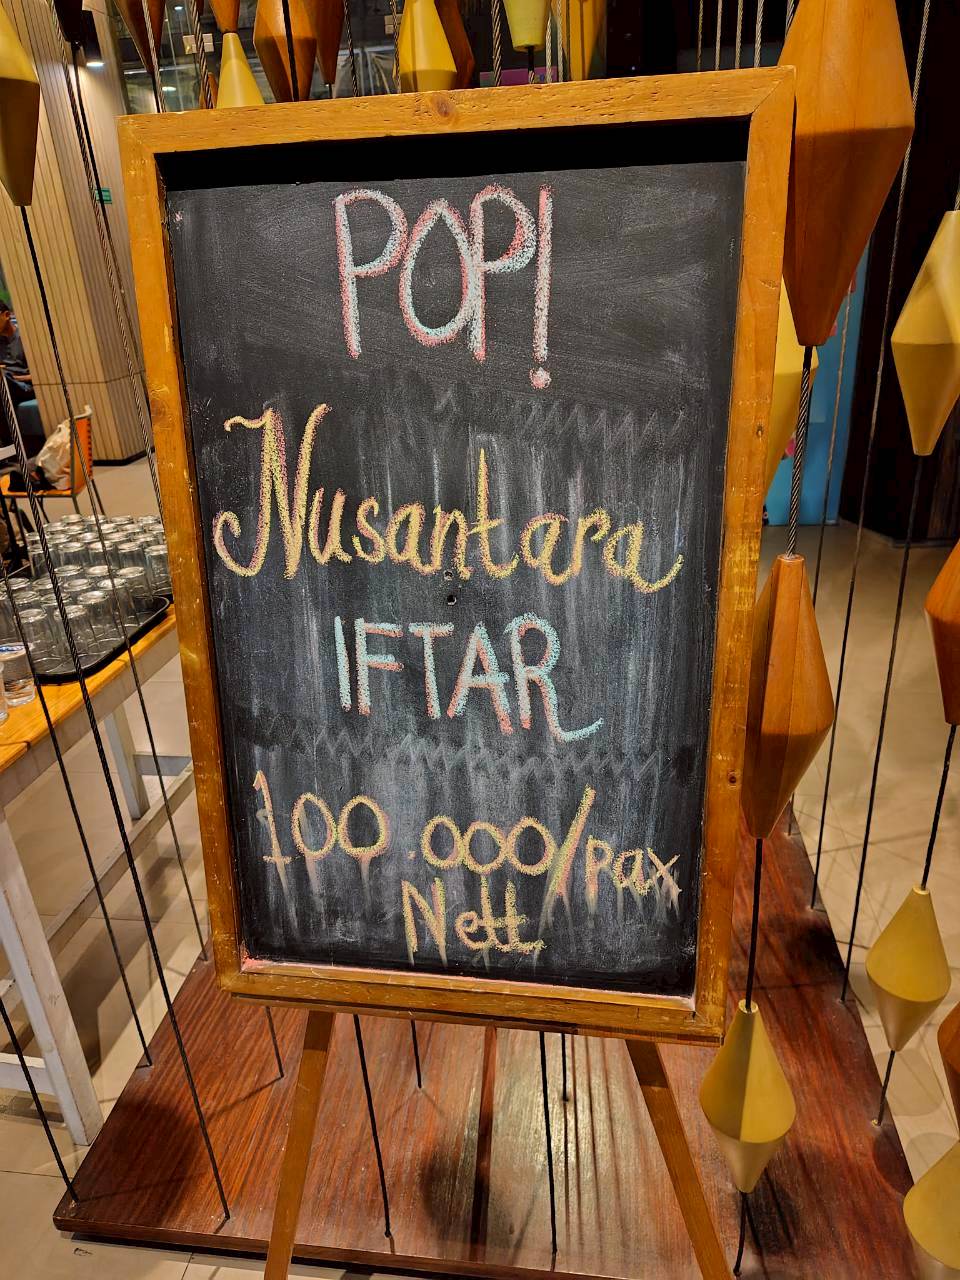 POP!
Nusantara
IFTAR
100.000/pax
Nett